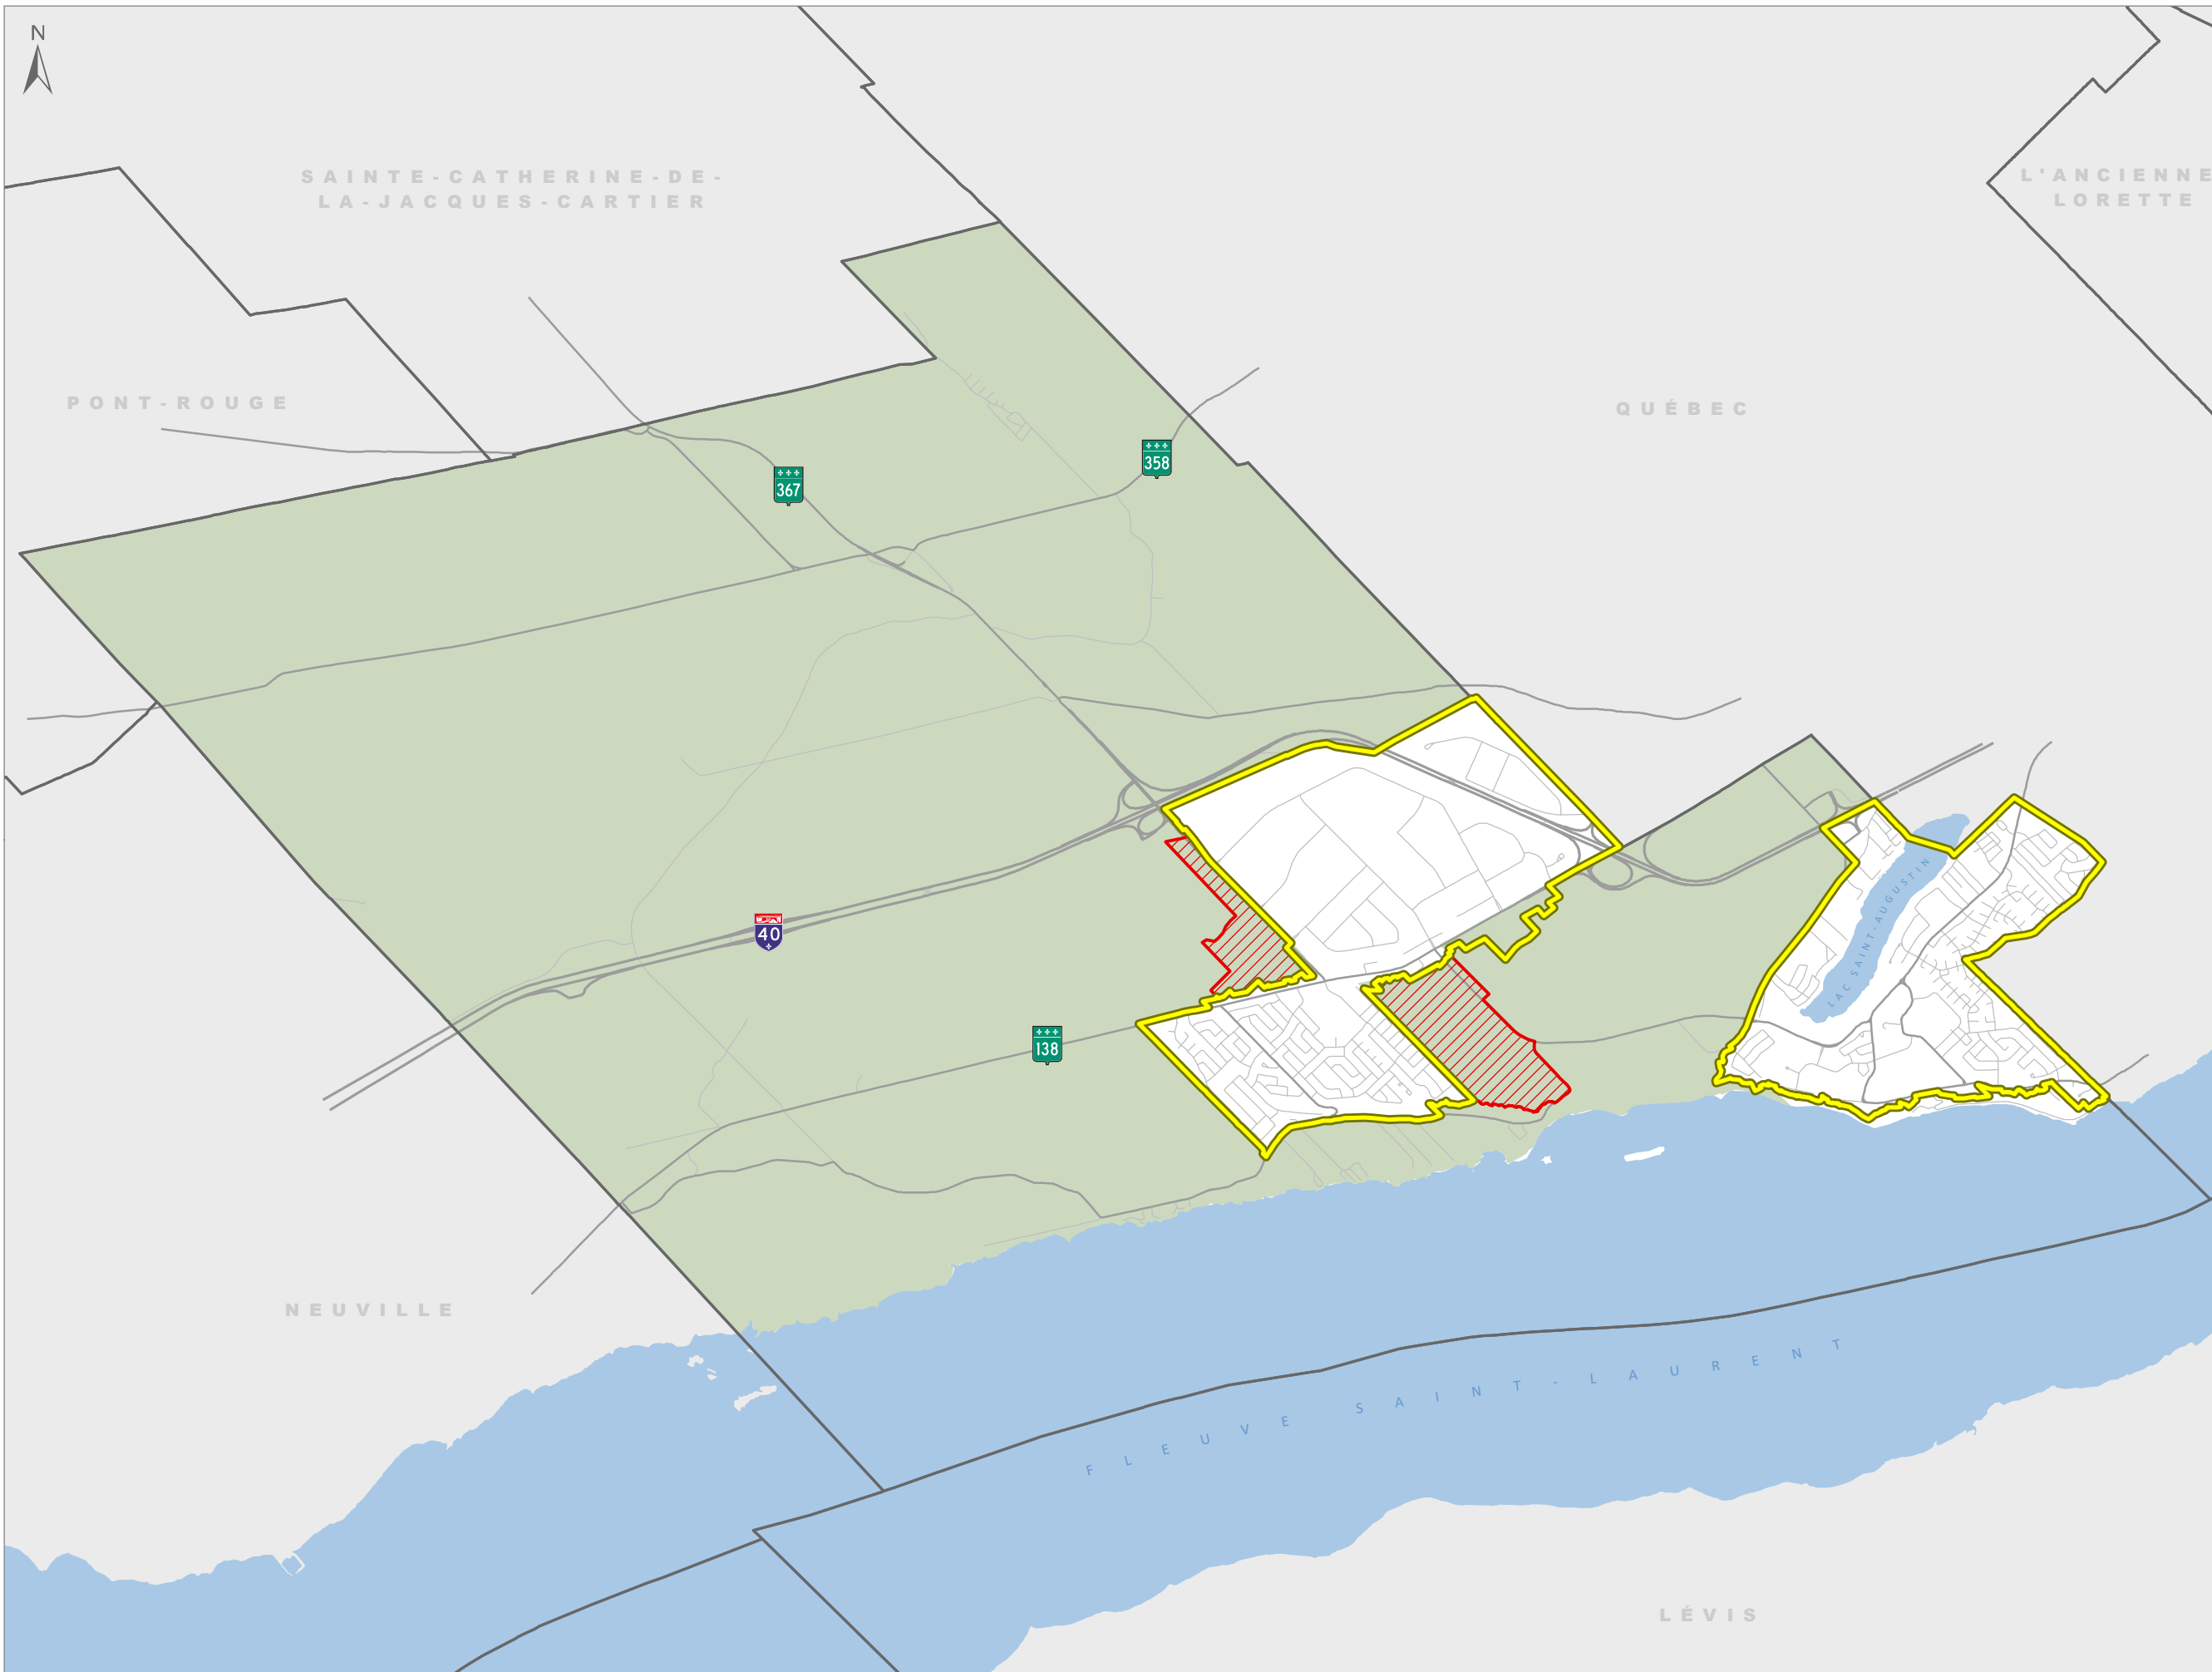 N
SAINTE-CATHERINE-DE-
LA-JACQUES-CARTIER
L'ANCIENNE
LORETTE
PONT-ROUGE
QUÉBEC
358
367
LAC SAINT-AUGUSTIN
40
138
NEUVILLE
FLEUVE SAINT-LAURENT
LÉVIS